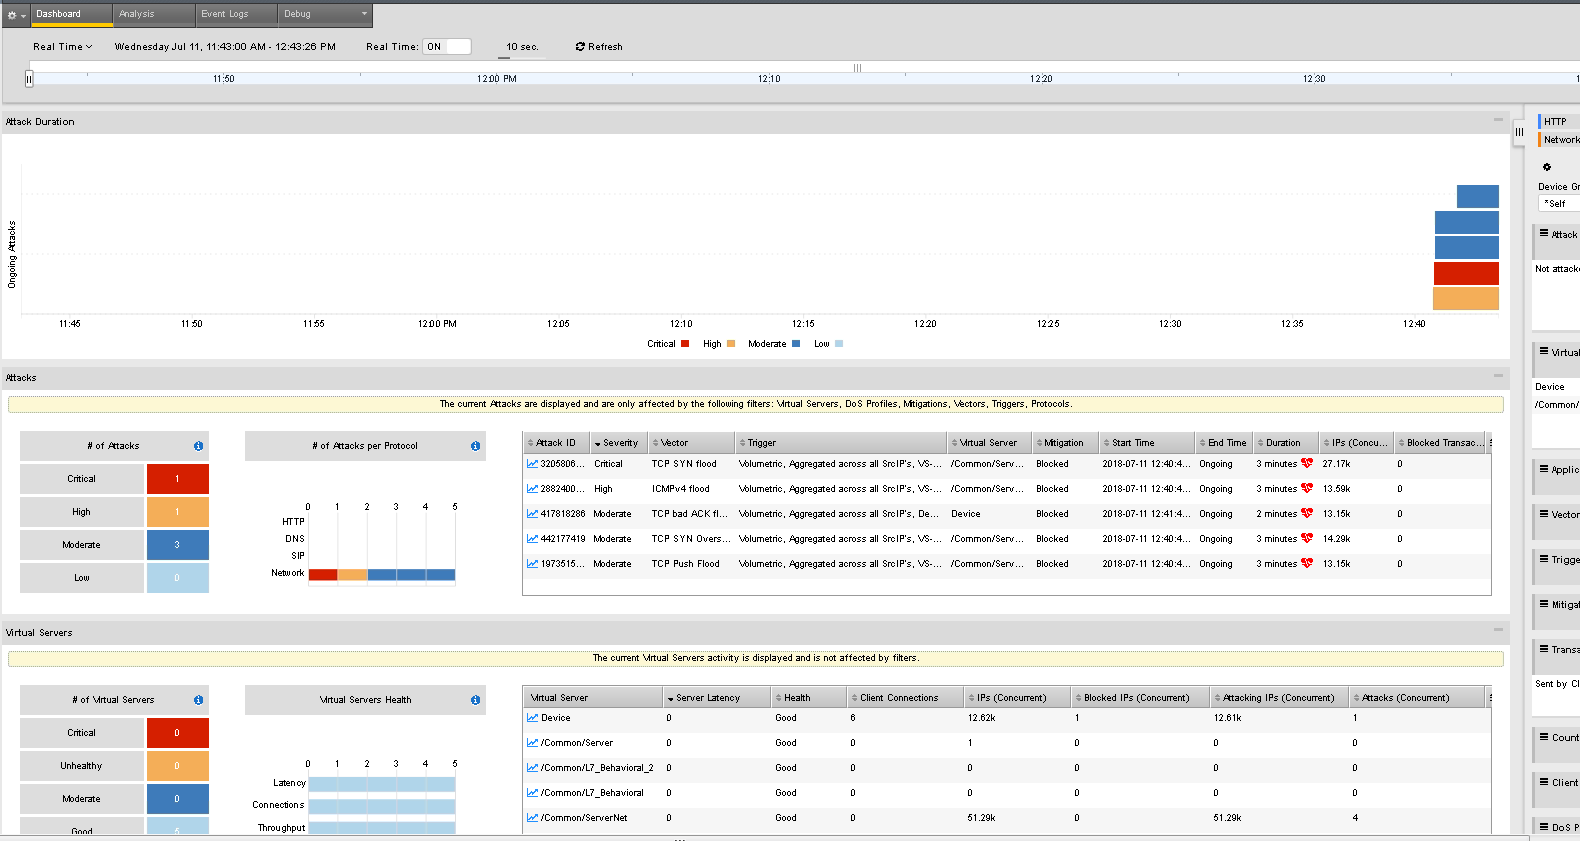 Dashboard Analysis Event Logs Debug
Real Time Wednesday Jul 11, 11:43:00 AM - 12:43:26 PM Real Time: ON 10 sec. Refresh
11:50 12:00 PM 12:10 12:20 12:30
Attack Duration
HTTP
Network
Device Gr
*Self
Attack
Not attack
Ongoing Attacks
11:45 11:50 11:55 12:00 PM 12:05 12:10 12:15 12:20 12:25 12:30 12:35 12:40
Critical High Moderate Low
Virtual
Device
/Common/
Attacks
The current Attacks are displayed and are only affected by the following filters: Virtual Servers, DoS Profiles, Mitigations, Vectors, Triggers, Protocols.
# of Attacks
Critical 1
High 1
Moderate 3
Low 0
# of Attacks per Protocol
0 1 2 3 4 5
HTTP
DNS
SIP
Network
Attack ID Severity Vector Trigger Virtual Server Mitigation Start Time End Time Duration IPs (Concu... Blocked Transac...
3205806... Critical TCP SYN flood Volumetric, Aggregated across all SrcIP's, VS-... /Common/Serv... Blocked 2018-07-11 12:40:4... Ongoing 3 minutes 27.17k 0
2882400... High ICMPv4 flood Volumetric, Aggregated across all SrcIP's, VS-... /Common/Serv... Blocked 2018-07-11 12:40:4... Ongoing 3 minutes 13.59k 0
417818286 Moderate TCP bad ACK fl... Volumetric, Aggregated across all SrcIP's, De... Device Blocked 2018-07-11 12:41:4... Ongoing 2 minutes 13.15k 0
442177419 Moderate TCP SYN Overs... Volumetric, Aggregated across all SrcIP's, VS-... /Common/Serv... Blocked 2018-07-11 12:40:4... Ongoing 3 minutes 14.29k 0
1973515... Moderate TCP Push Flood Volumetric, Aggregated across all SrcIP's, VS-... /Common/Serv... Blocked 2018-07-11 12:40:4... Ongoing 3 minutes 13.15k 0
Applic
Vector
Trigge
Mitigat
Transa
Sent by Cl
Count
Client
DoS P
Virtual Servers
The current Virtual Servers activity is displayed and is not affected by filters.
# of Virtual Servers
Critical 0
Unhealthy 0
Moderate 0
Good 5
Virtual Servers Health
0 1 2 3 4 5
Latency
Connections
Throughput
Virtual Server Server Latency Health Client Connections IPs (Concurrent) Blocked IPs (Concurrent) Attacking IPs (Concurrent) Attacks (Concurrent)
Device 0 Good 6 12.62k 1 12.61k 1
/Common/Server 0 Good 0 1 0 0 0
/Common/L7_Behavioral_2 0 Good 0 0 0 0 0
/Common/L7_Behavioral 0 Good 0 0 0 0 0
/Common/ServerNet 0 Good 0 51.29k 0 51.29k 4